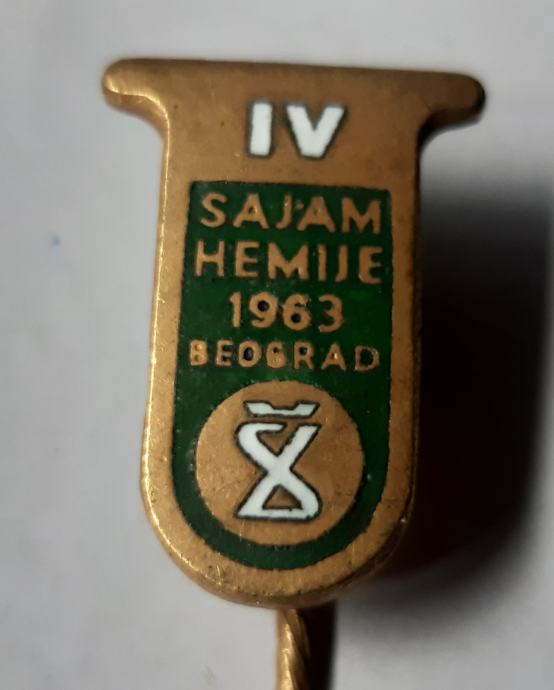 IV
SAJAM
HEMIJE
1963
BEOGRAD